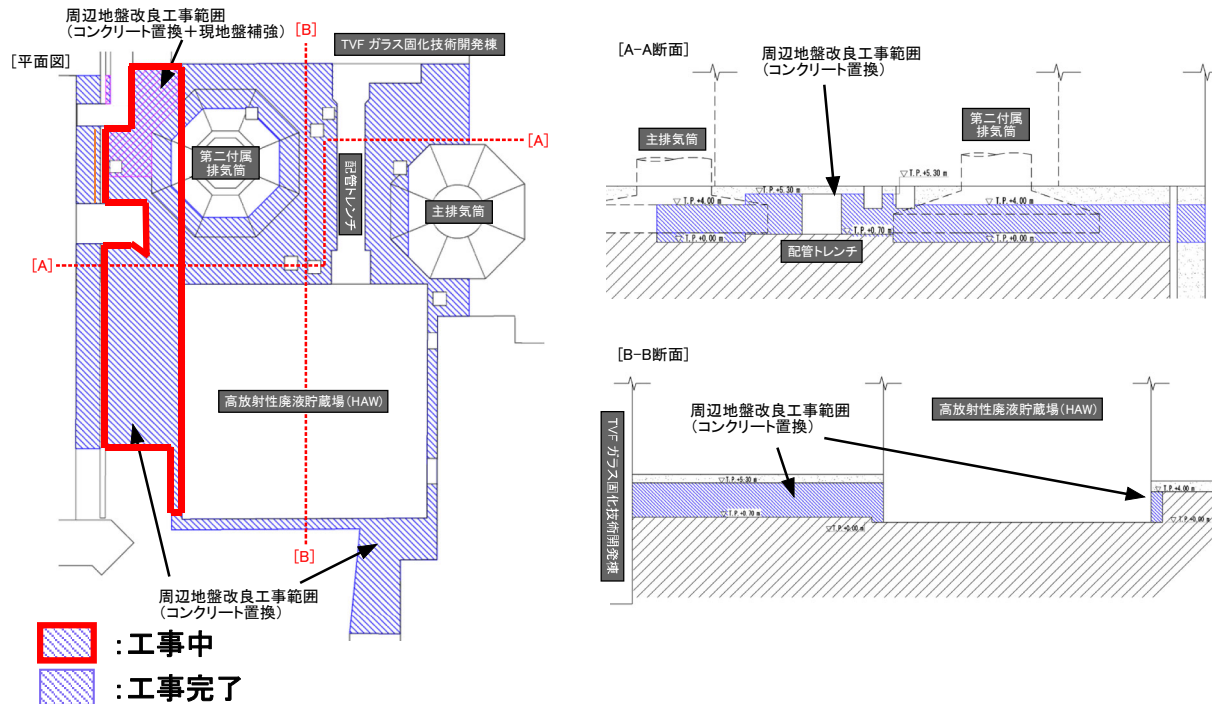 周辺地盤改良工事範囲
(コンクリート置換+現地盤補強)
[平面図]
[B]
TVF ガラス固化技術開発棟
第二付属
排気筒
配管トレンチ
主排気筒
[A]
[A]
高放射性廃液貯蔵場(HAW)
[B]
周辺地盤改良工事範囲
(コンクリート置換)
:工事中
:工事完了
[A-A断面]
周辺地盤改良工事範囲
(コンクリート置換)
主排気筒
第二付属
排気筒
▽T.P.+5.30 m
▽T.P.+5.30 m
▽T.P.+4.00 m
▽T.P.+4.00 m
▽T.P.+0.70 m
▽T.P.+0.00 m
▽T.P.+0.00 m
配管トレンチ
[B-B断面]
周辺地盤改良工事範囲
(コンクリート置換)
高放射性廃液貯蔵場(HAW)
TVF ガラス固化技術開発棟
▽T.P.+5.30 m
▽T.P.+4.00 m
▽T.P.+0.70 m
▽T.P.+0.00 m
▽T.P.+0.00 m